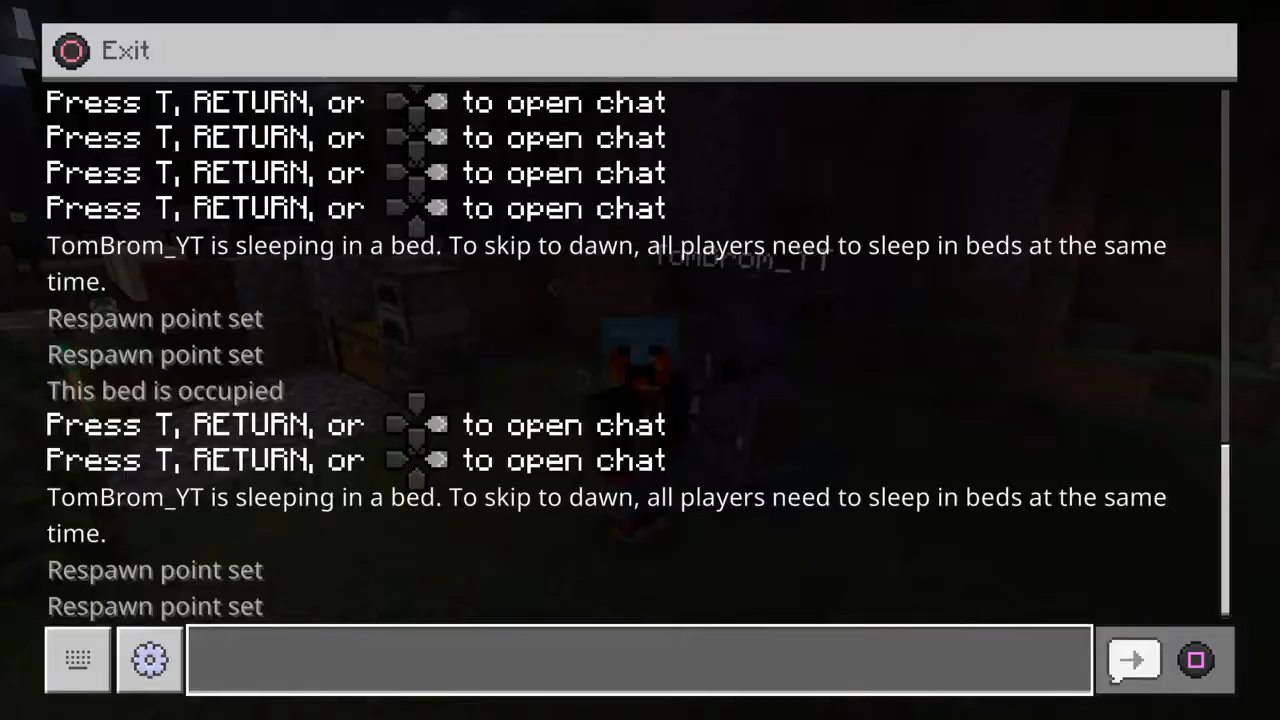 Exit
Press T, RETURN, or to open chat
Press T, RETURN, or to open chat
Press T, RETURN, or to open chat
Press T, RETURN, or to open chat
TomBrom_YT is sleeping in a bed. To skip to dawn, all players need to sleep in beds at the same
time.
TomBrom_YT
Respawn point set
Respawn point set
This bed is occupied
Press T, RETURN, or to open chat
Press T, RETURN, or to open chat
TomBrom_YT is sleeping in a bed. To skip to dawn, all players need to sleep in beds at the same
time.
Respawn point set
Respawn point set